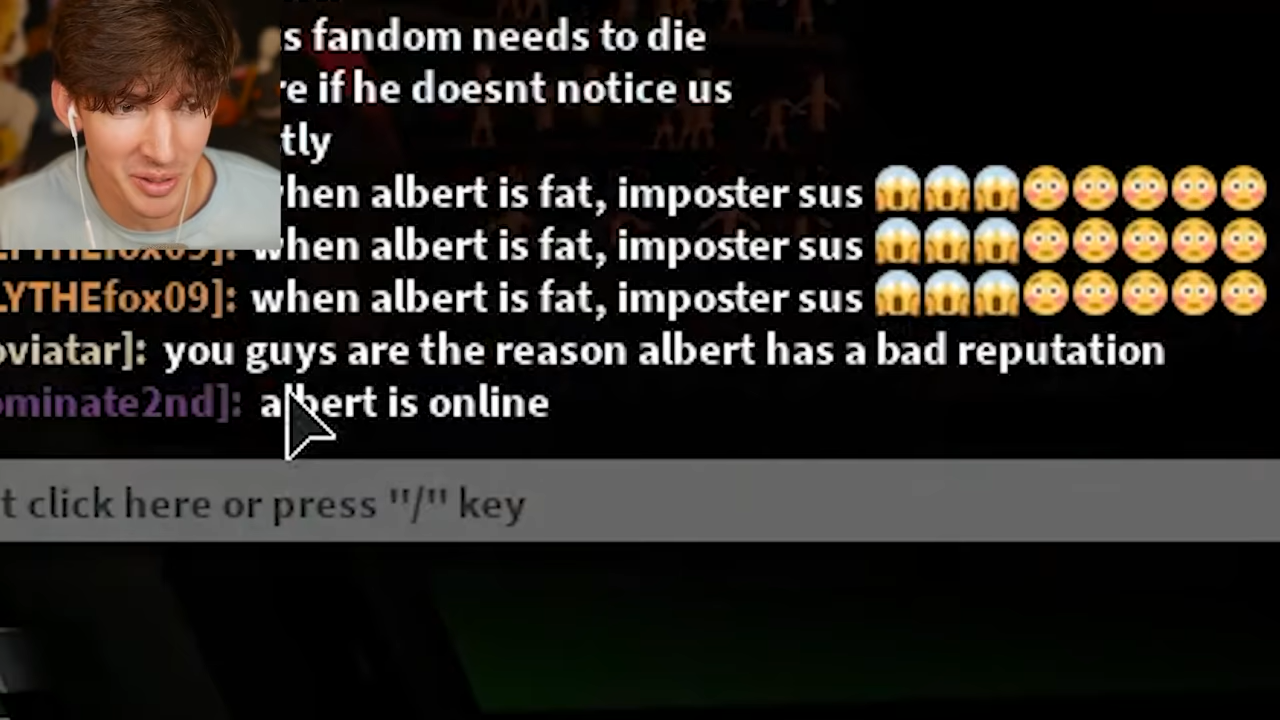 s fandom needs to die
re if he doesnt notice us
tly
when albert is fat, imposter sus 😱😱😱😳😳😳😳😳
LYTHEfox09]: when albert is fat, imposter sus 😱😱😱😳😳😳😳😳
LYTHEfox09]: when albert is fat, imposter sus 😱😱😱😳😳😳😳😳
oviatar]: you guys are the reason albert has a bad reputation
ominate2nd]: albert is online
t click here or press "/" key